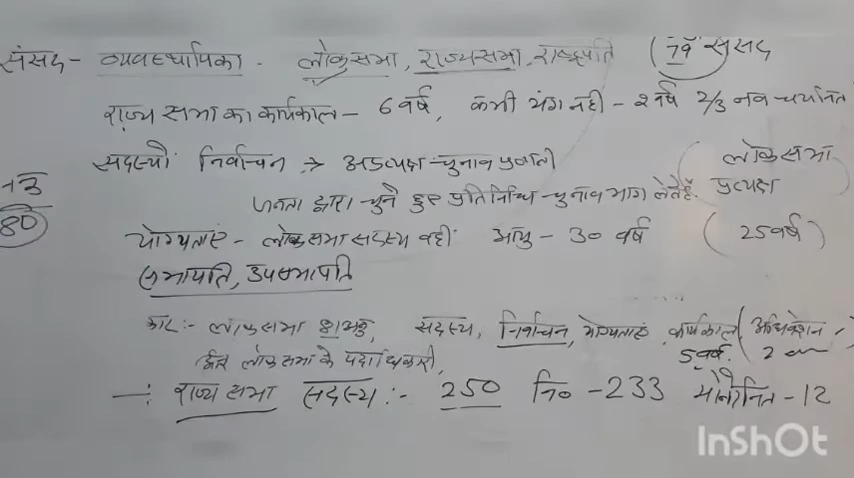 संसद - व्यवस्थापिका - लोकसभा, राज्यसभा, राष्ट्रपति (79 संसद
राज्य सभा का कार्यकाल - 6 वर्ष, कभी भंग नही - 2 वर्ष 2/3 नव चयनित
सदस्यों निर्वाचन → अप्रत्यक्ष - चुनाव प्रणाली (लोकसभा
जनता द्वारा चुने हुए प्रतिनिधि - चुनाव भाग लेते हैं. प्रत्यक्ष
80
योग्यताएं - लोकसभा सदस्य वही आयु - 30 वर्ष (25 वर्ष)
सभापति, उपसभापति
लोकसभा सदस्य, निर्वाचन, योग्यताएं, कार्यकाल (अधिवेशन -
लोकसभा के पदाधिकारी, 5 वर्ष. 2
राज्य सभा सदस्य :- 250 नि० - 233 मनोनित - 12
InShOt